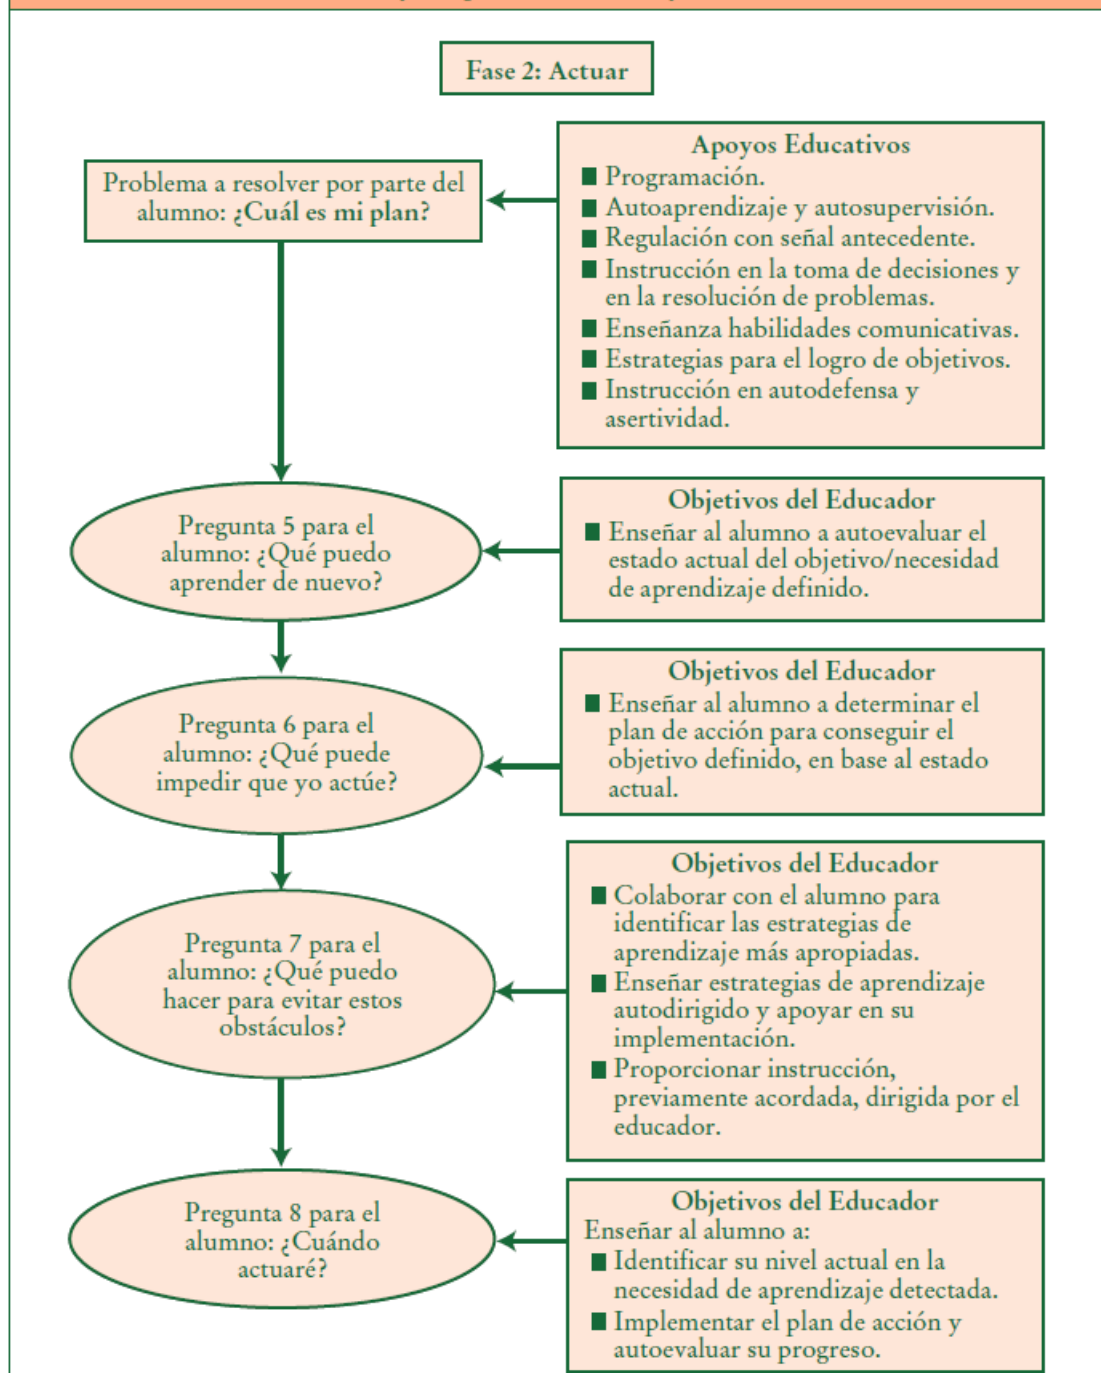 Fase 2: Actuar
Problema a resolver por parte del
alumno: ¿Cuál es mi plan?
Apoyos Educativos
Programación.
Autoaprendizaje y autosupervisión.
Regulación con señal antecedente.
Instrucción en la toma de decisiones y
en la resolución de problemas.
Enseñanza habilidades comunicativas.
Estrategias para el logro de objetivos.
Instrucción en autodefensa y
asertividad.
Pregunta 5 para el
alumno: ¿Qué puedo
aprender de nuevo?
Objetivos del Educador
Enseñar al alumno a autoevaluar el
estado actual del objetivo/necesidad
de aprendizaje definido.
Pregunta 6 para el
alumno: ¿Qué puede
impedir que yo actúe?
Objetivos del Educador
Enseñar al alumno a determinar el
plan de acción para conseguir el
objetivo definido, en base al estado
actual.
Pregunta 7 para el
alumno: ¿Qué puedo
hacer para evitar estos
obstáculos?
Objetivos del Educador
Colaborar con el alumno para
identificar las estrategias de
aprendizaje más apropiadas.
Enseñar estrategias de aprendizaje
autodirigido y apoyar en su
implementación.
Proporcionar instrucción,
previamente acordada, dirigida por el
educador.
Pregunta 8 para el
alumno: ¿Cuándo
actuaré?
Objetivos del Educador
Enseñar al alumno a:
Identificar su nivel actual en la
necesidad de aprendizaje detectada.
Implementar el plan de acción y
autoevaluar su progreso.